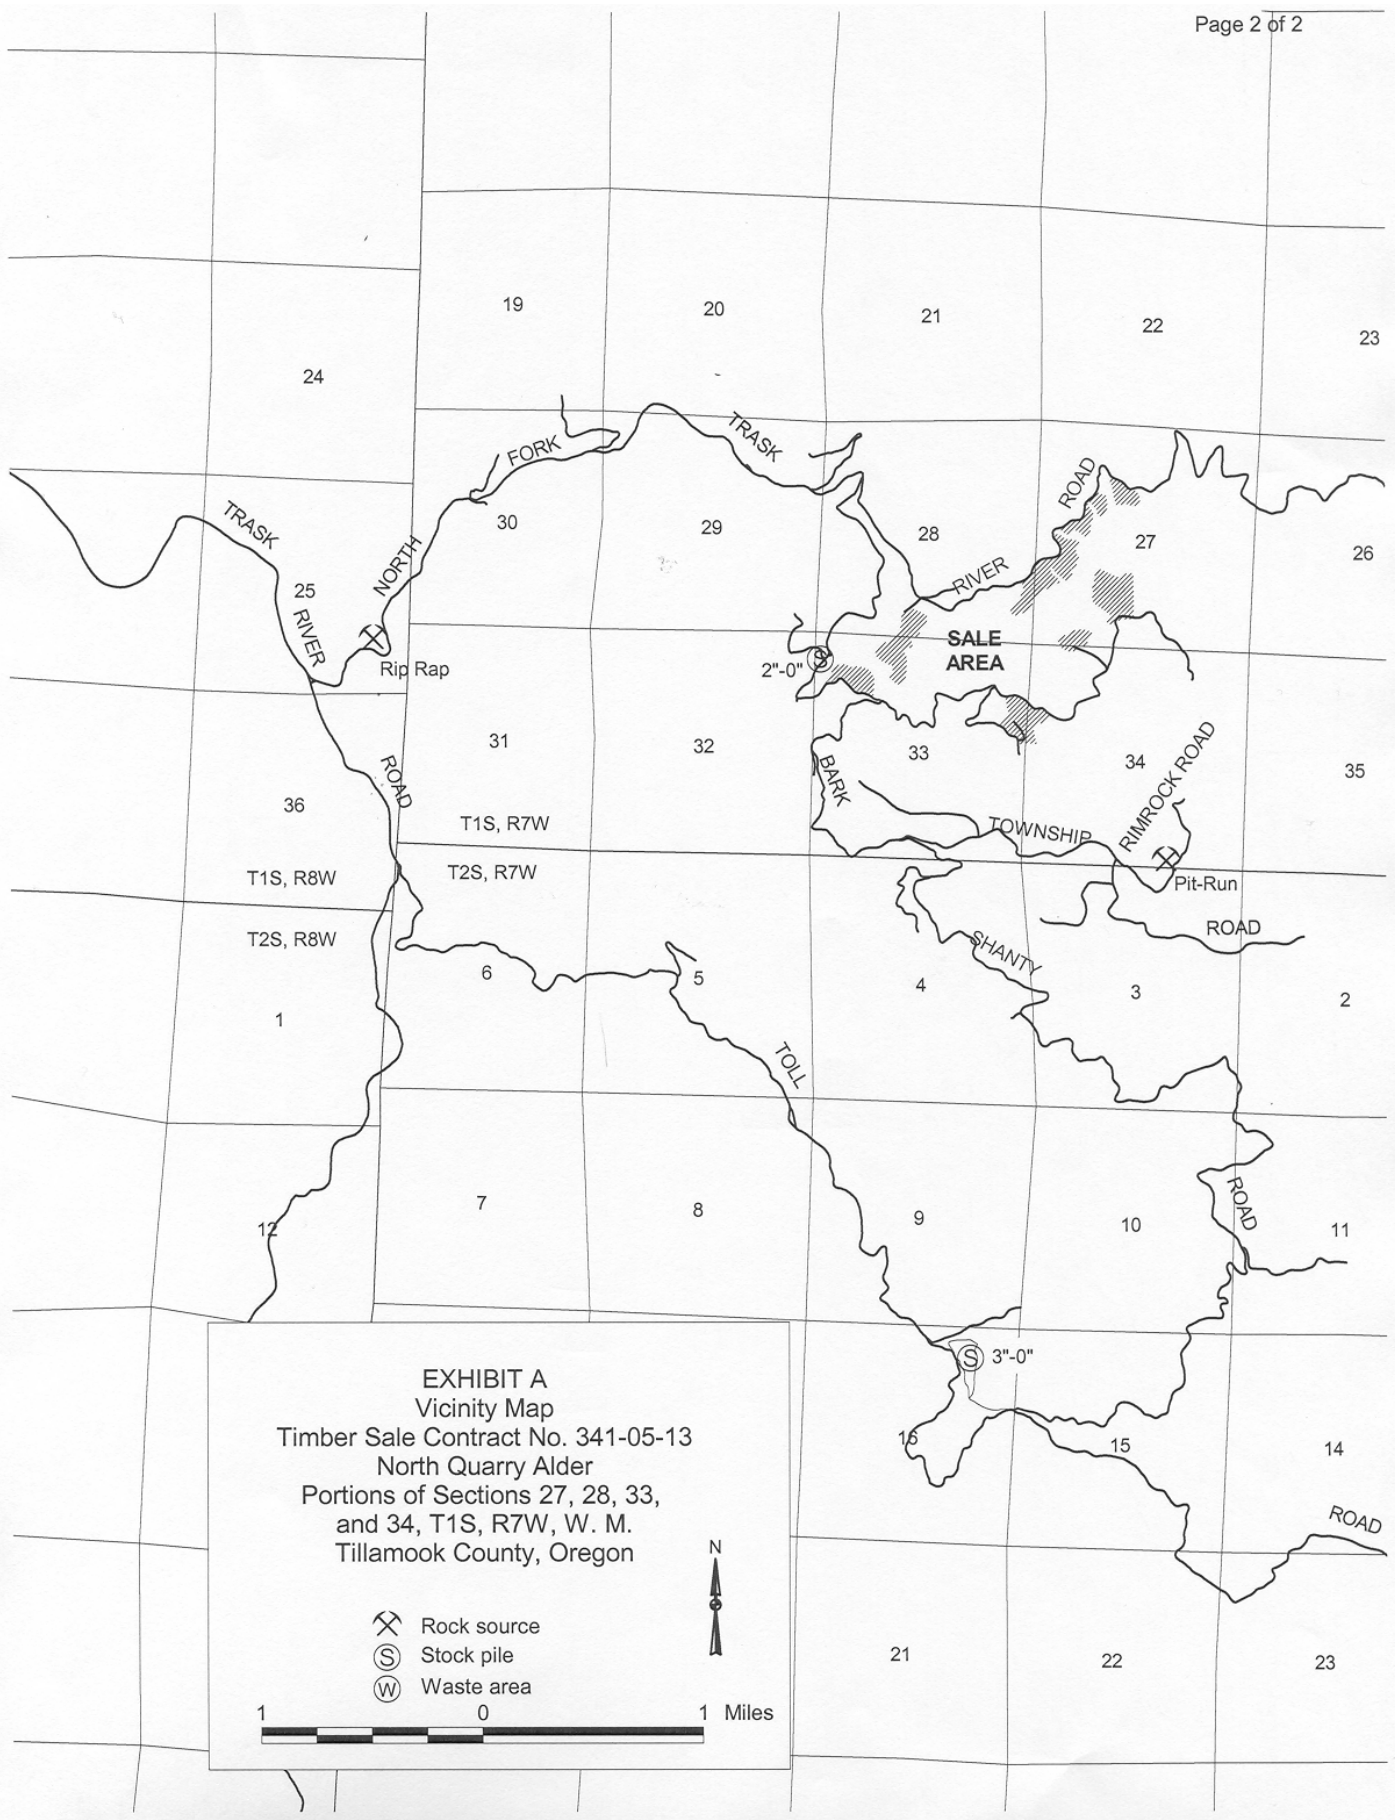 Page 2 of 2
19
20
21
22
23
24
TRASK
FORK
ROAD
30
29
28
27
26
TRASK
NORTH
25
RIVER
RIVER
SALE
AREA
Rip Rap
2"-0"
S
31
32
33
34
35
ROAD
BARK
RIMROCK ROAD
36
T1S, R7W
TOWNSHIP
T1S, R8W
T2S, R7W
Pit-Run
T2S, R8W
ROAD
SHANTY
6
5
4
3
2
1
TOLL
7
8
9
10
ROAD
11
12
S
3"-0"
16
15
14
ROAD
21
22
23
EXHIBIT A
Vicinity Map
Timber Sale Contract No. 341-05-13
North Quarry Alder
Portions of Sections 27, 28, 33,
and 34, T1S, R7W, W. M.
Tillamook County, Oregon
N
Rock source
S Stock pile
W Waste area
1 0 1 Miles